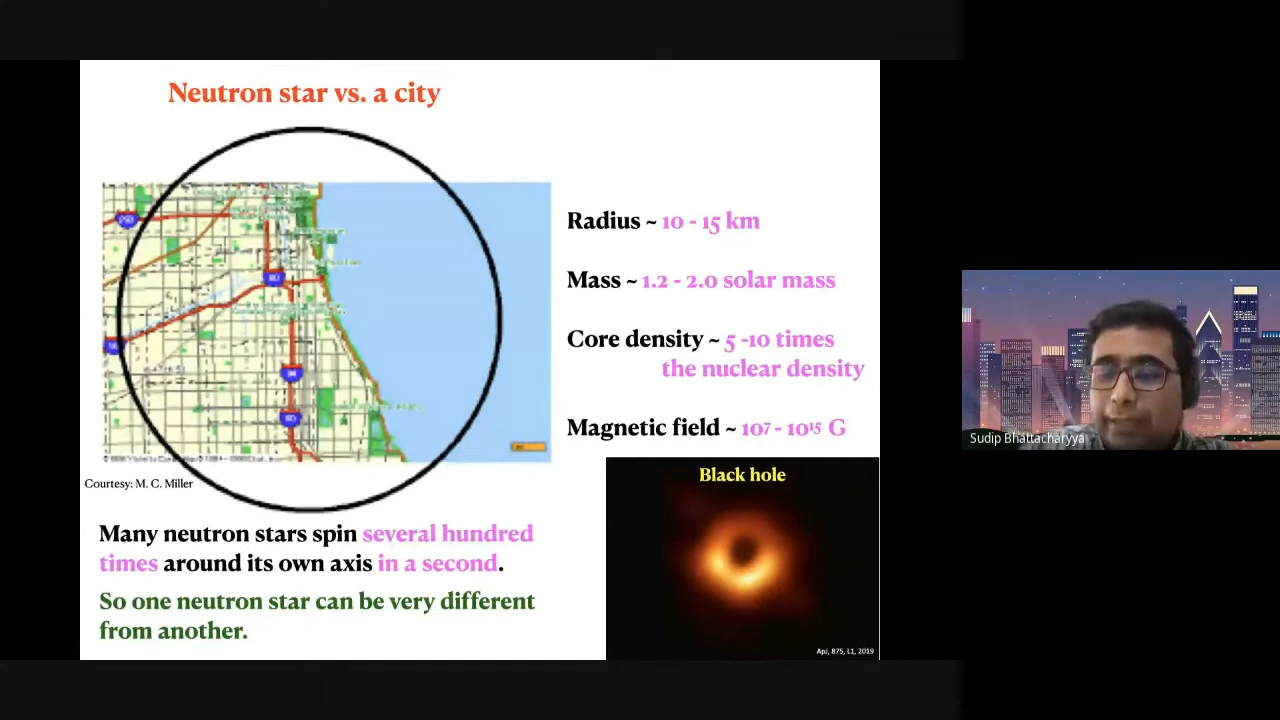 Neutron star vs. a city
Radius ~ 10 - 15 km
Mass ~ 1.2 - 2.0 solar mass
Core density ~ 5 -10 times
the nuclear density
Magnetic field ~ 10⁷ - 10¹⁵ G
Courtesy: M. C. Miller
Many neutron stars spin several hundred
times around its own axis in a second.
So one neutron star can be very different
from another.
Black hole
ApJ, 875, L1, 2019
Sudip Bhattacharyya